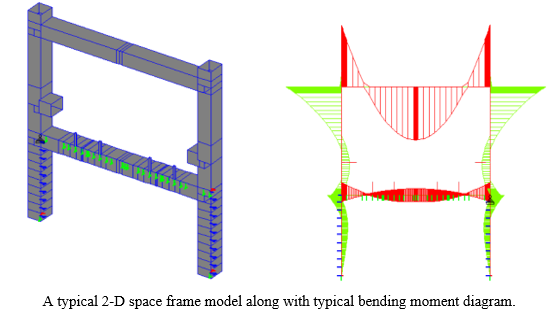 A typical 2-D space frame model along with typical bending moment diagram.